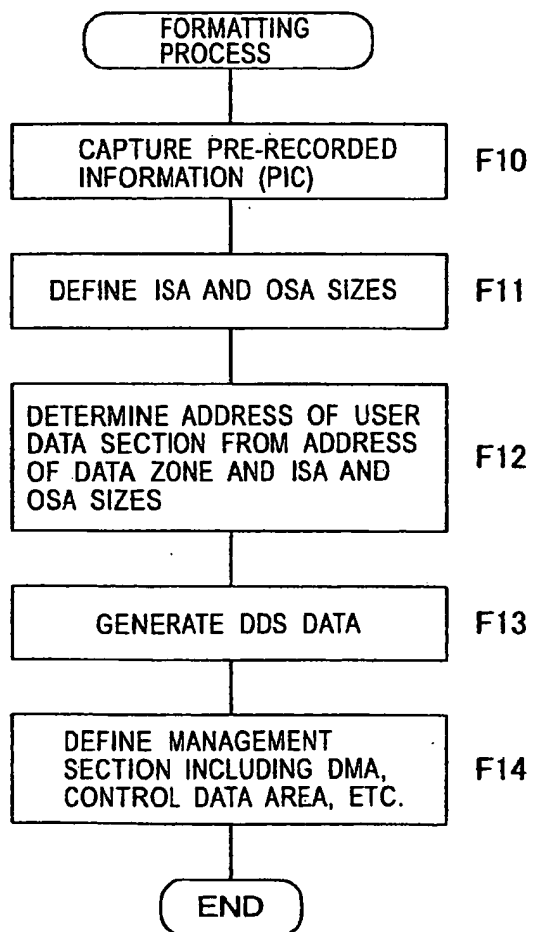 FORMATTING
PROCESS
CAPTURE PRE-RECORDED
INFORMATION (PIC)
F10
DEFINE ISA AND OSA SIZES
F11
DETERMINE ADDRESS OF USER
DATA SECTION FROM ADDRESS
OF DATA ZONE AND ISA AND
OSA SIZES
F12
GENERATE DDS DATA
F13
DEFINE MANAGEMENT
SECTION INCLUDING DMA,
CONTROL DATA AREA, ETC.
F14
END